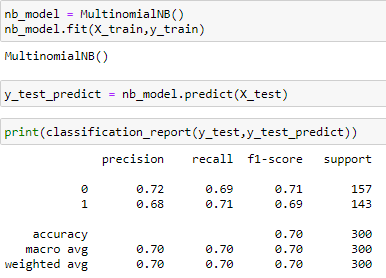 nb_model = MultinomialNB()
nb_model.fit(X_train,y_train)
MultinomialNB()
y_test_predict = nb_model.predict(X_test)
print(classification_report(y_test,y_test_predict))
precision recall f1-score support
0 0.72 0.69 0.71 157
1 0.68 0.71 0.69 143
accuracy 0.70 300
macro avg 0.70 0.70 0.70 300
weighted avg 0.70 0.70 0.70 300